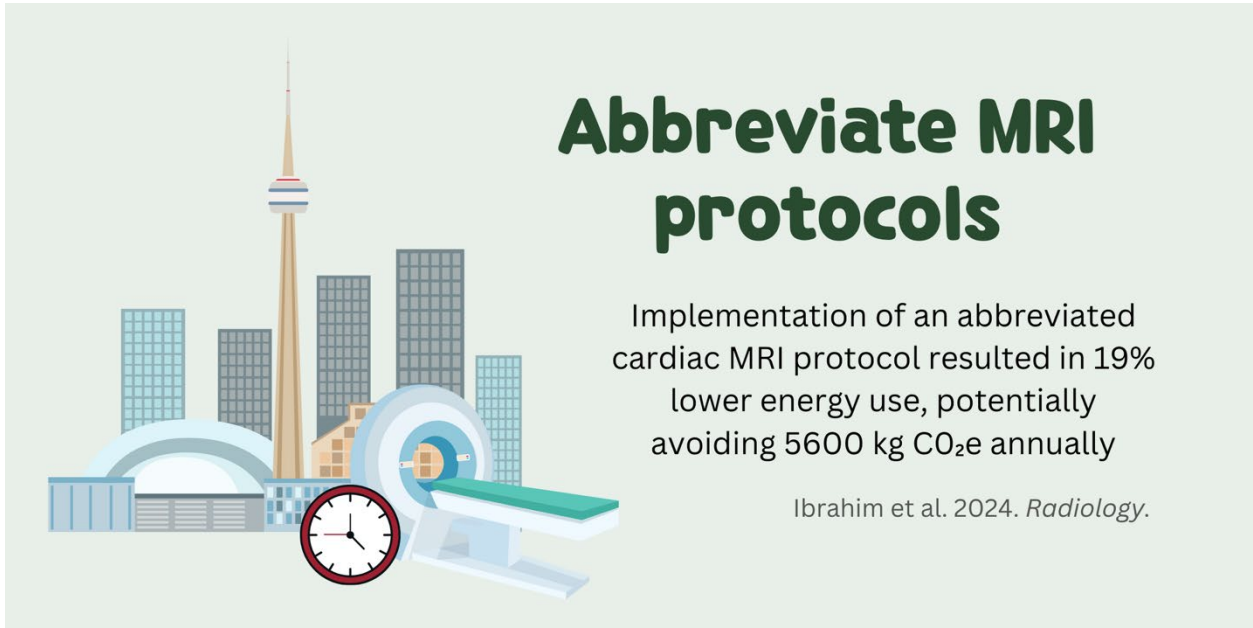 Abbreviate MRI
protocols
Implementation of an abbreviated
cardiac MRI protocol resulted in 19%
lower energy use, potentially
avoiding 5600 kg C0₂e annually
Ibrahim et al. 2024. Radiology.